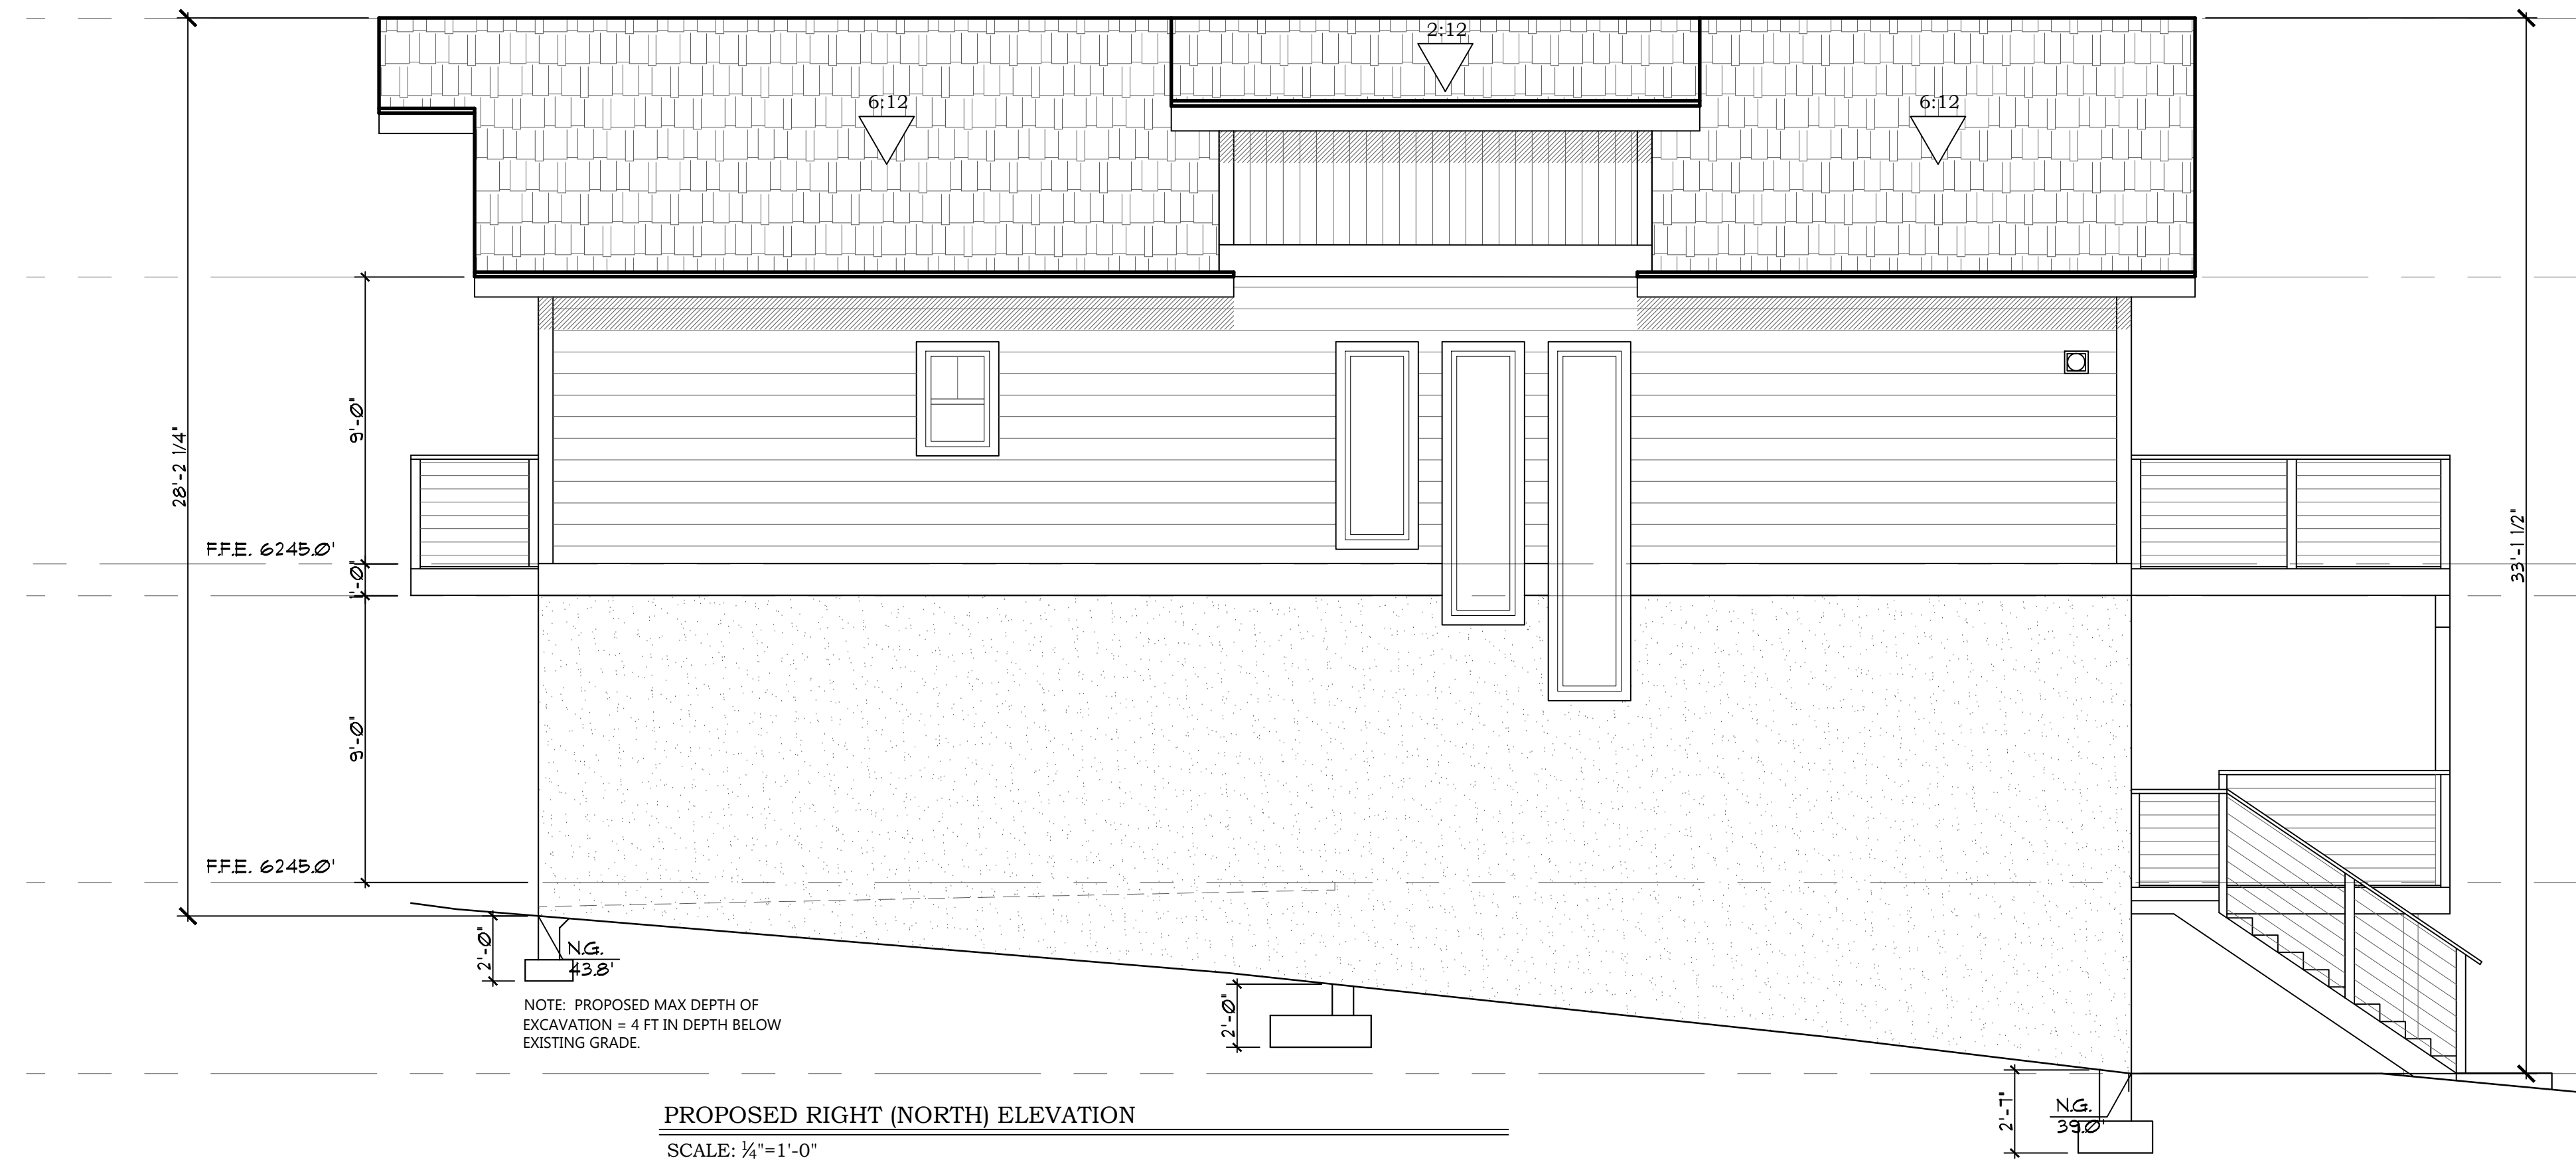 2:12
6:12
6:12
9'-0"
28'-2 1/4"
33'-1 1/2"
F.F.E. 6245.0'
1'-0"
9'-0"
F.F.E. 6245.0'
2'-0"
N.G.
43.8'
NOTE: PROPOSED MAX DEPTH OF
EXCAVATION = 4 FT IN DEPTH BELOW
EXISTING GRADE.
2'-0"
2'-7"
N.G.
39.0'
PROPOSED RIGHT (NORTH) ELEVATION
SCALE: ¼"=1'-0"